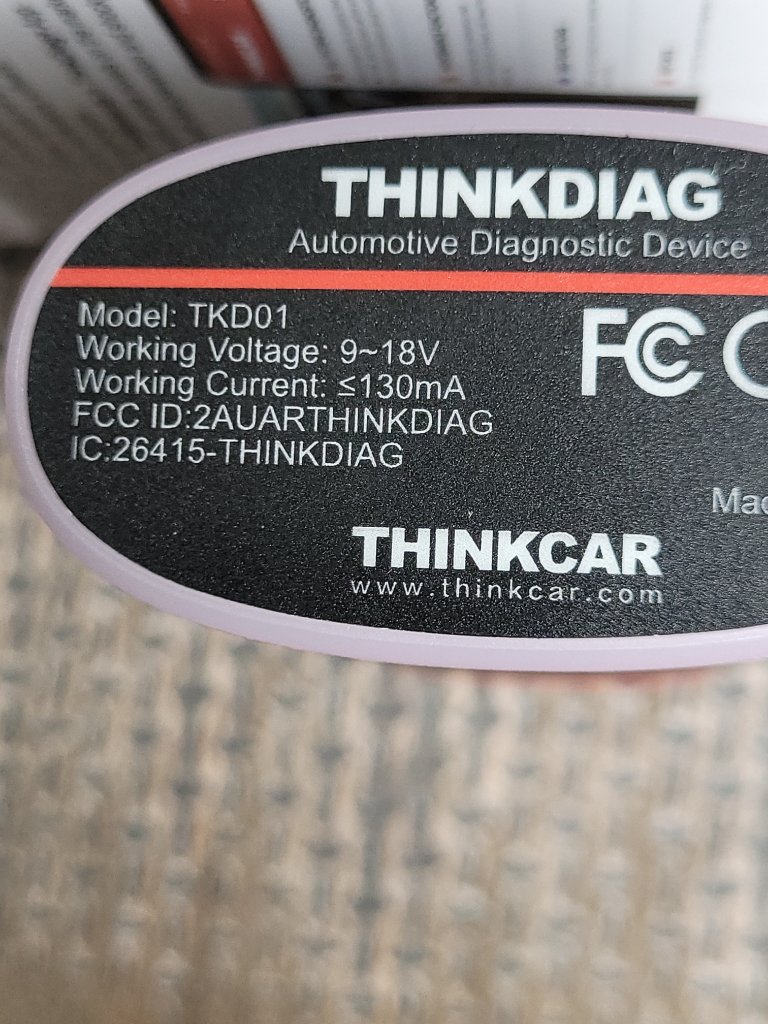 THINKDIAG
Automotive Diagnostic Device
Model: TKD01
Working Voltage: 9~18V
Working Current: ≤130mA
FCC ID:2AUARTHINKDIAG
IC:26415-THINKDIAG
FC
THINKCAR
www.thinkcar.com